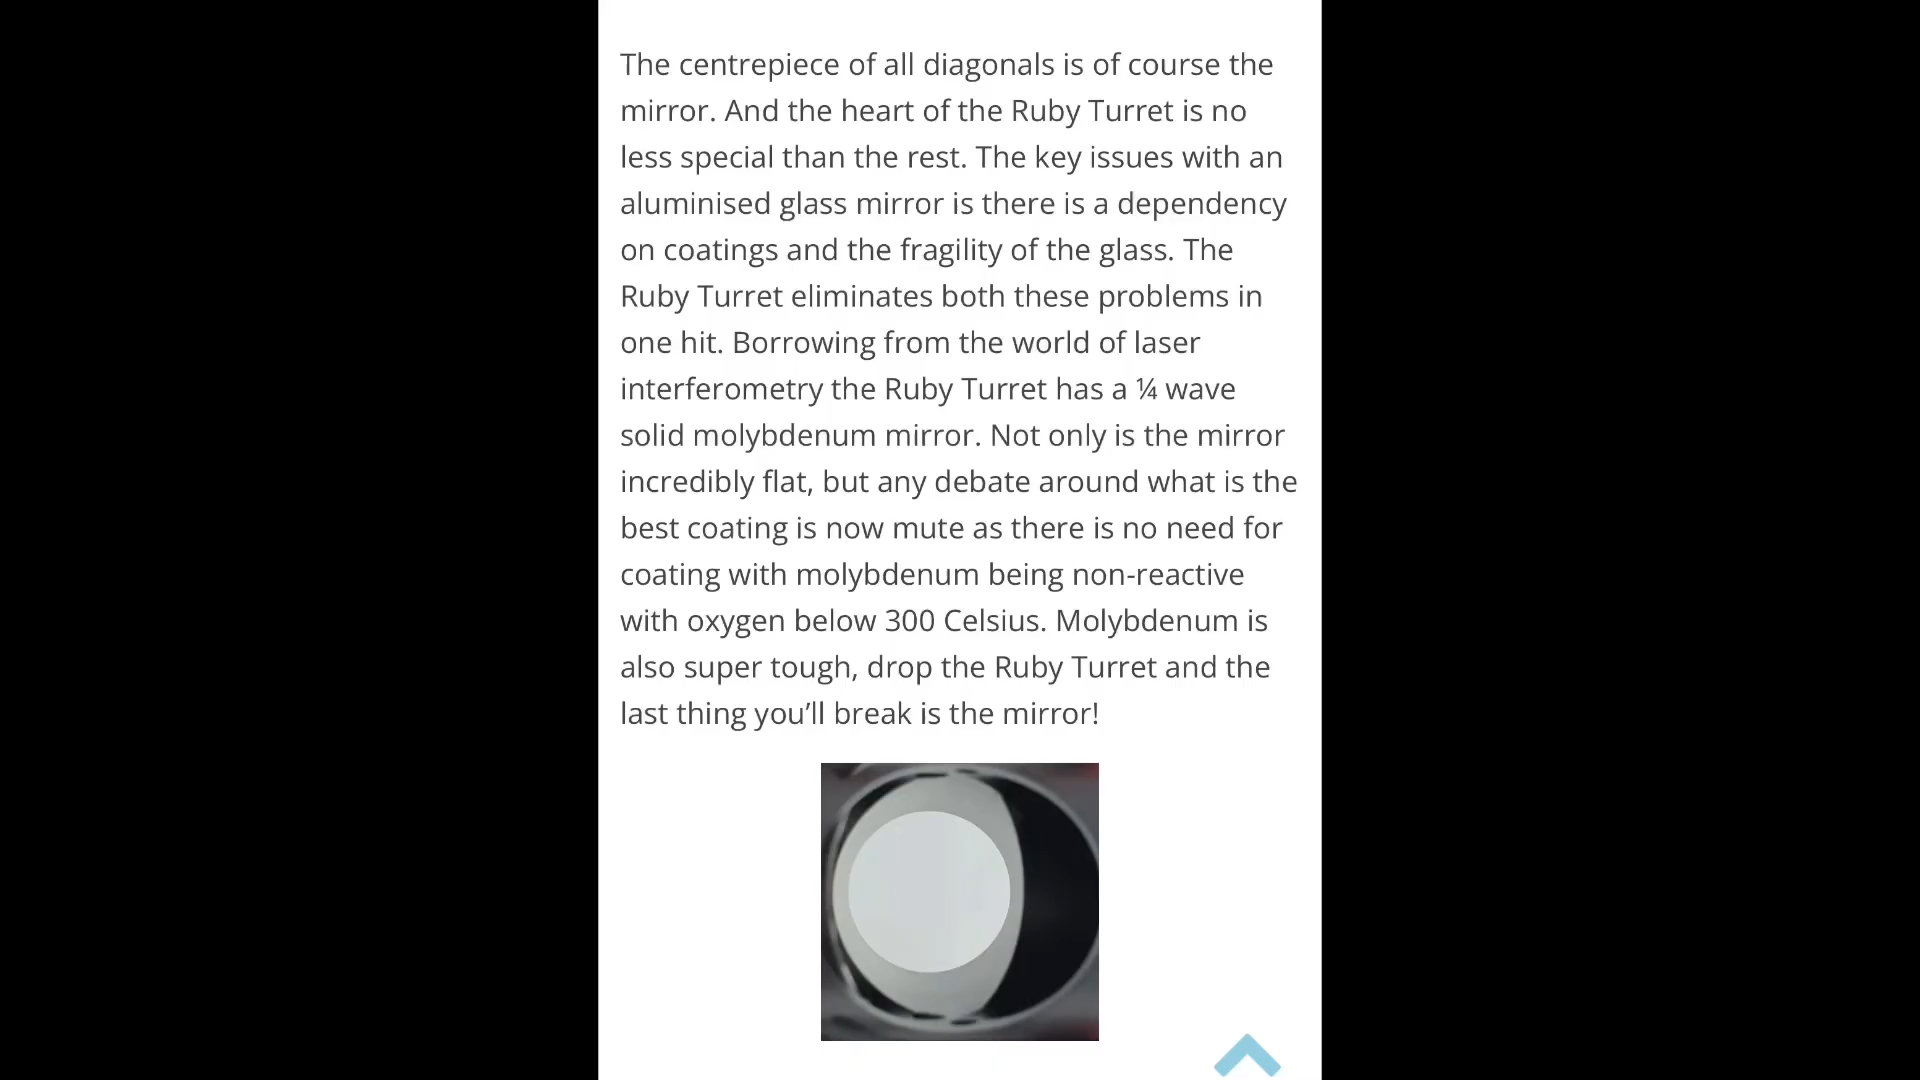 The centrepiece of all diagonals is of course the
mirror. And the heart of the Ruby Turret is no
less special than the rest. The key issues with an
aluminised glass mirror is there is a dependency
on coatings and the fragility of the glass. The
Ruby Turret eliminates both these problems in
one hit. Borrowing from the world of laser
interferometry the Ruby Turret has a ¼ wave
solid molybdenum mirror. Not only is the mirror
incredibly flat, but any debate around what is the
best coating is now mute as there is no need for
coating with molybdenum being non-reactive
with oxygen below 300 Celsius. Molybdenum is
also super tough, drop the Ruby Turret and the
last thing you’ll break is the mirror!